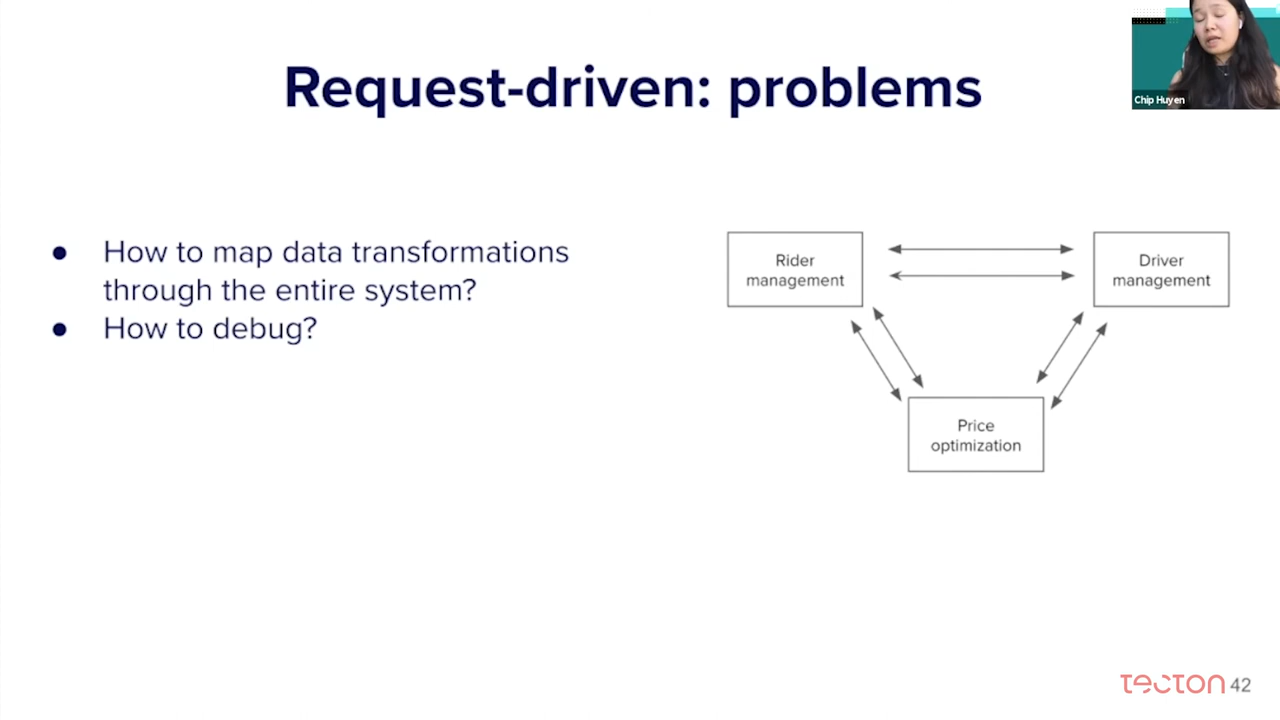 Request-driven: problems
Chip Huyen
● How to map data transformations
through the entire system?
● How to debug?
Rider
management
Driver
management
Price
optimization
tecton 42